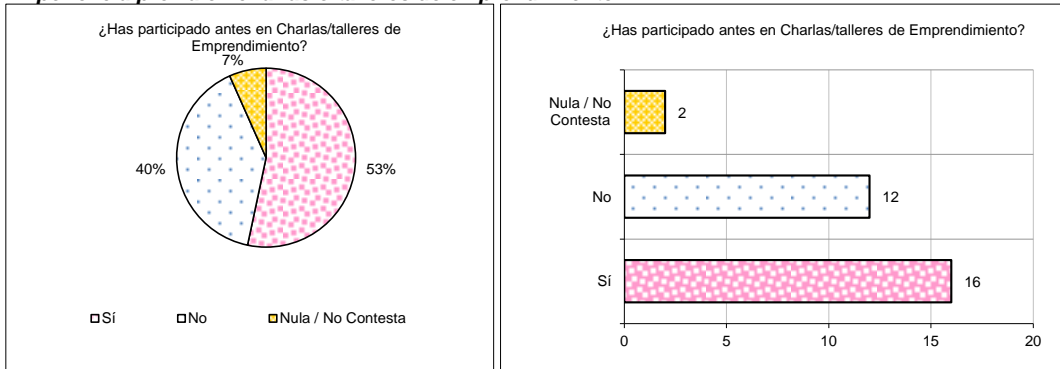 ¿Has participado antes en Charlas/talleres de
Emprendimiento?
7%
40%
53%
Sí
No
Nula / No Contesta
¿Has participado antes en Charlas/talleres de Emprendimiento?
Nula / No
Contesta
2
No
12
Sí
16
0
5
10
15
20